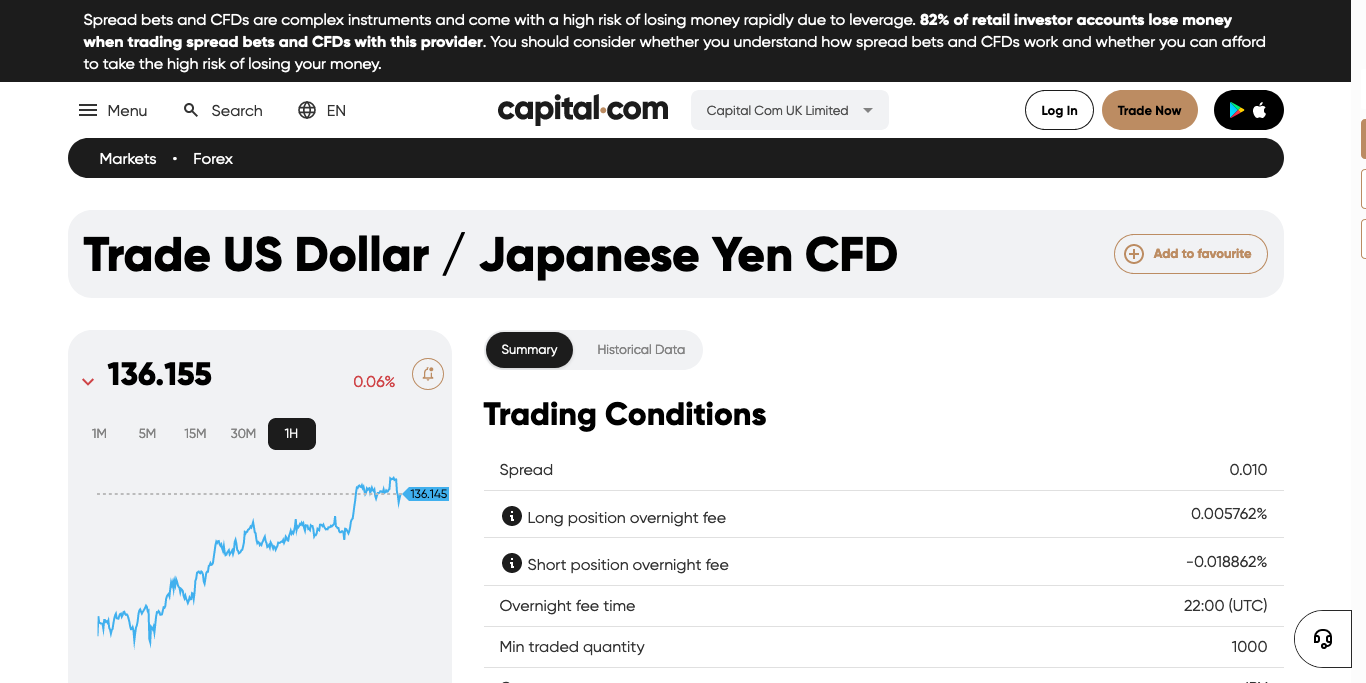 Spread bets and CFDs are complex instruments and come with a high risk of losing money rapidly due to leverage. 82% of retail investor accounts lose money
when trading spread bets and CFDs with this provider. You should consider whether you understand how spread bets and CFDs work and whether you can afford
to take the high risk of losing your money.
Menu Search EN capital.com Capital Com UK Limited Log In Trade Now
Markets • Forex
Trade US Dollar / Japanese Yen CFD Add to favourite
136.155 0.06%
1M 5M 15M 30M 1H
136.145
Summary Historical Data
Trading Conditions
Spread 0.010
Long position overnight fee 0.005762%
Short position overnight fee -0.018862%
Overnight fee time 22:00 (UTC)
Min traded quantity 1000